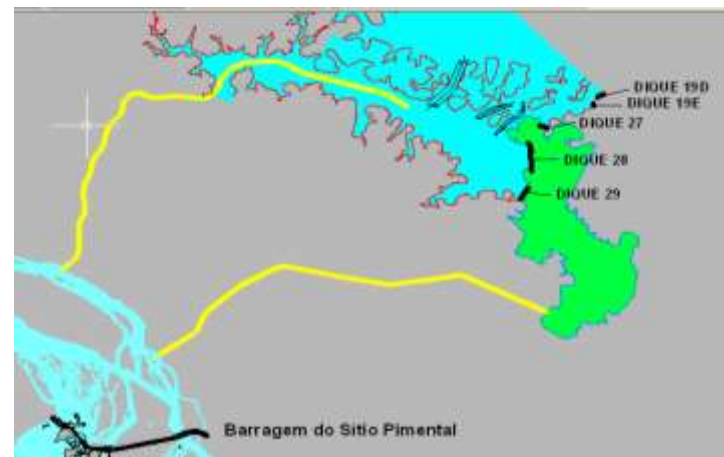 DIQUE 19D
DIQUE 19E
DIQUE 27
DIQUE 28
DIQUE 29
Barragem do Sitio Pimental